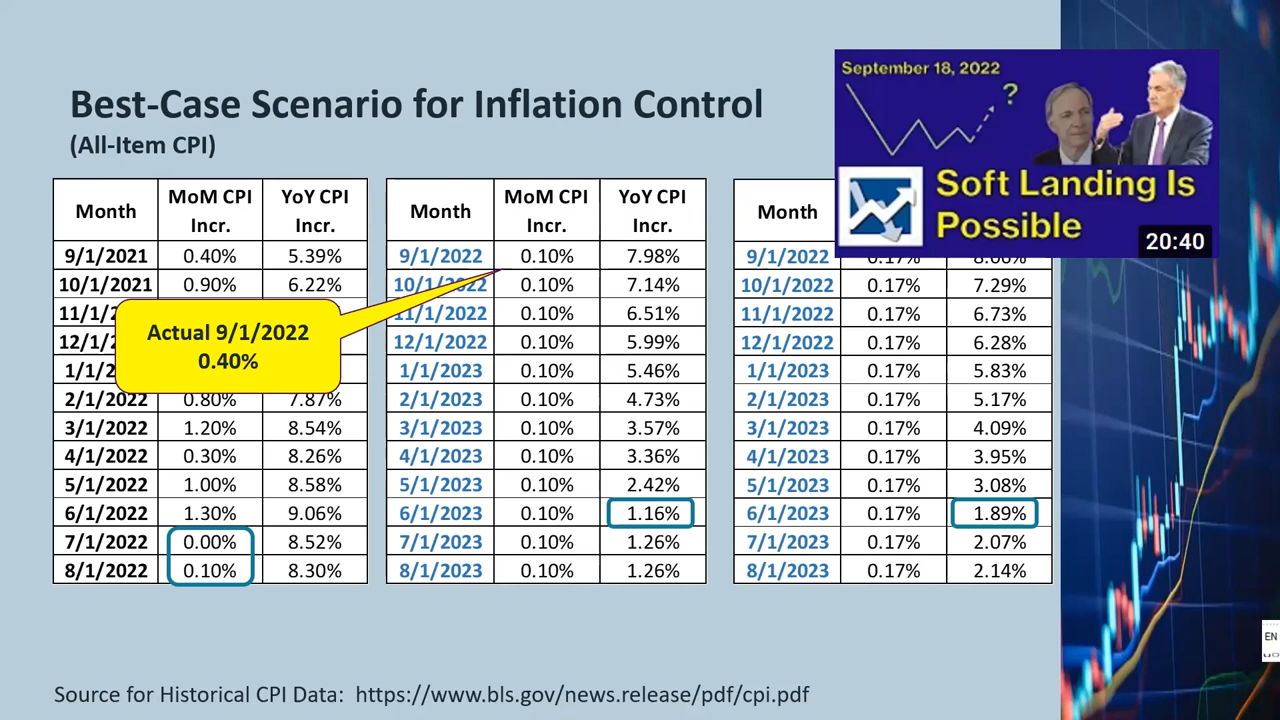 September 18, 2022
?
Soft Landing Is
Possible
20:40
Best-Case Scenario for Inflation Control
(All-Item CPI)
Month MoM CPI Incr. YoY CPI Incr.
9/1/2021 0.40% 5.39%
10/1/2021 0.90% 6.22%
11/1
12/1
1/1/2
2/1/2022 0.80% 7.87%
3/1/2022 1.20% 8.54%
4/1/2022 0.30% 8.26%
5/1/2022 1.00% 8.58%
6/1/2022 1.30% 9.06%
7/1/2022 0.00% 8.52%
8/1/2022 0.10% 8.30%
Actual 9/1/2022
0.40%
Month MoM CPI Incr. YoY CPI Incr.
9/1/2022 0.10% 7.98%
10/1/2022 0.10% 7.14%
11/1/2022 0.10% 6.51%
12/1/2022 0.10% 5.99%
1/1/2023 0.10% 5.46%
2/1/2023 0.10% 4.73%
3/1/2023 0.10% 3.57%
4/1/2023 0.10% 3.36%
5/1/2023 0.10% 2.42%
6/1/2023 0.10% 1.16%
7/1/2023 0.10% 1.26%
8/1/2023 0.10% 1.26%
Month
9/1/2022 0.17%
10/1/2022 0.17% 7.29%
11/1/2022 0.17% 6.73%
12/1/2022 0.17% 6.28%
1/1/2023 0.17% 5.83%
2/1/2023 0.17% 5.17%
3/1/2023 0.17% 4.09%
4/1/2023 0.17% 3.95%
5/1/2023 0.17% 3.08%
6/1/2023 0.17% 1.89%
7/1/2023 0.17% 2.07%
8/1/2023 0.17% 2.14%
EN
Source for Historical CPI Data: https://www.bls.gov/news.release/pdf/cpi.pdf